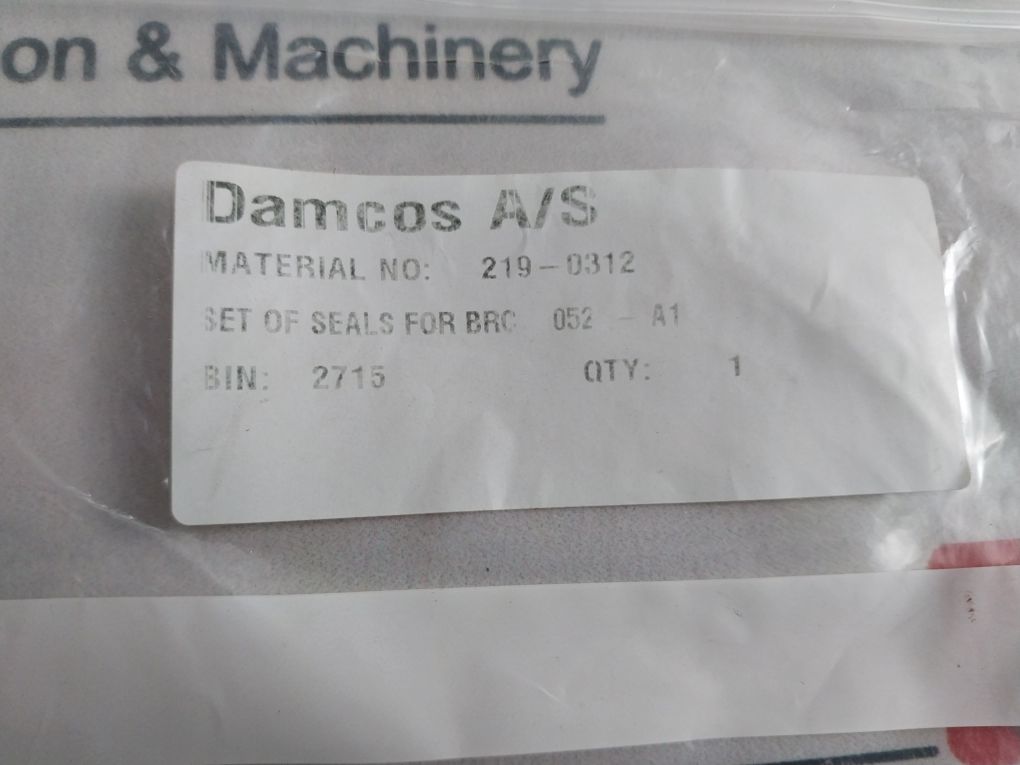 on & Machinery
Damcos A/S
MATERIAL NO: 219-0312
SET OF SEALS FOR BRC 052 - A1
BIN: 2715 QTY: 1